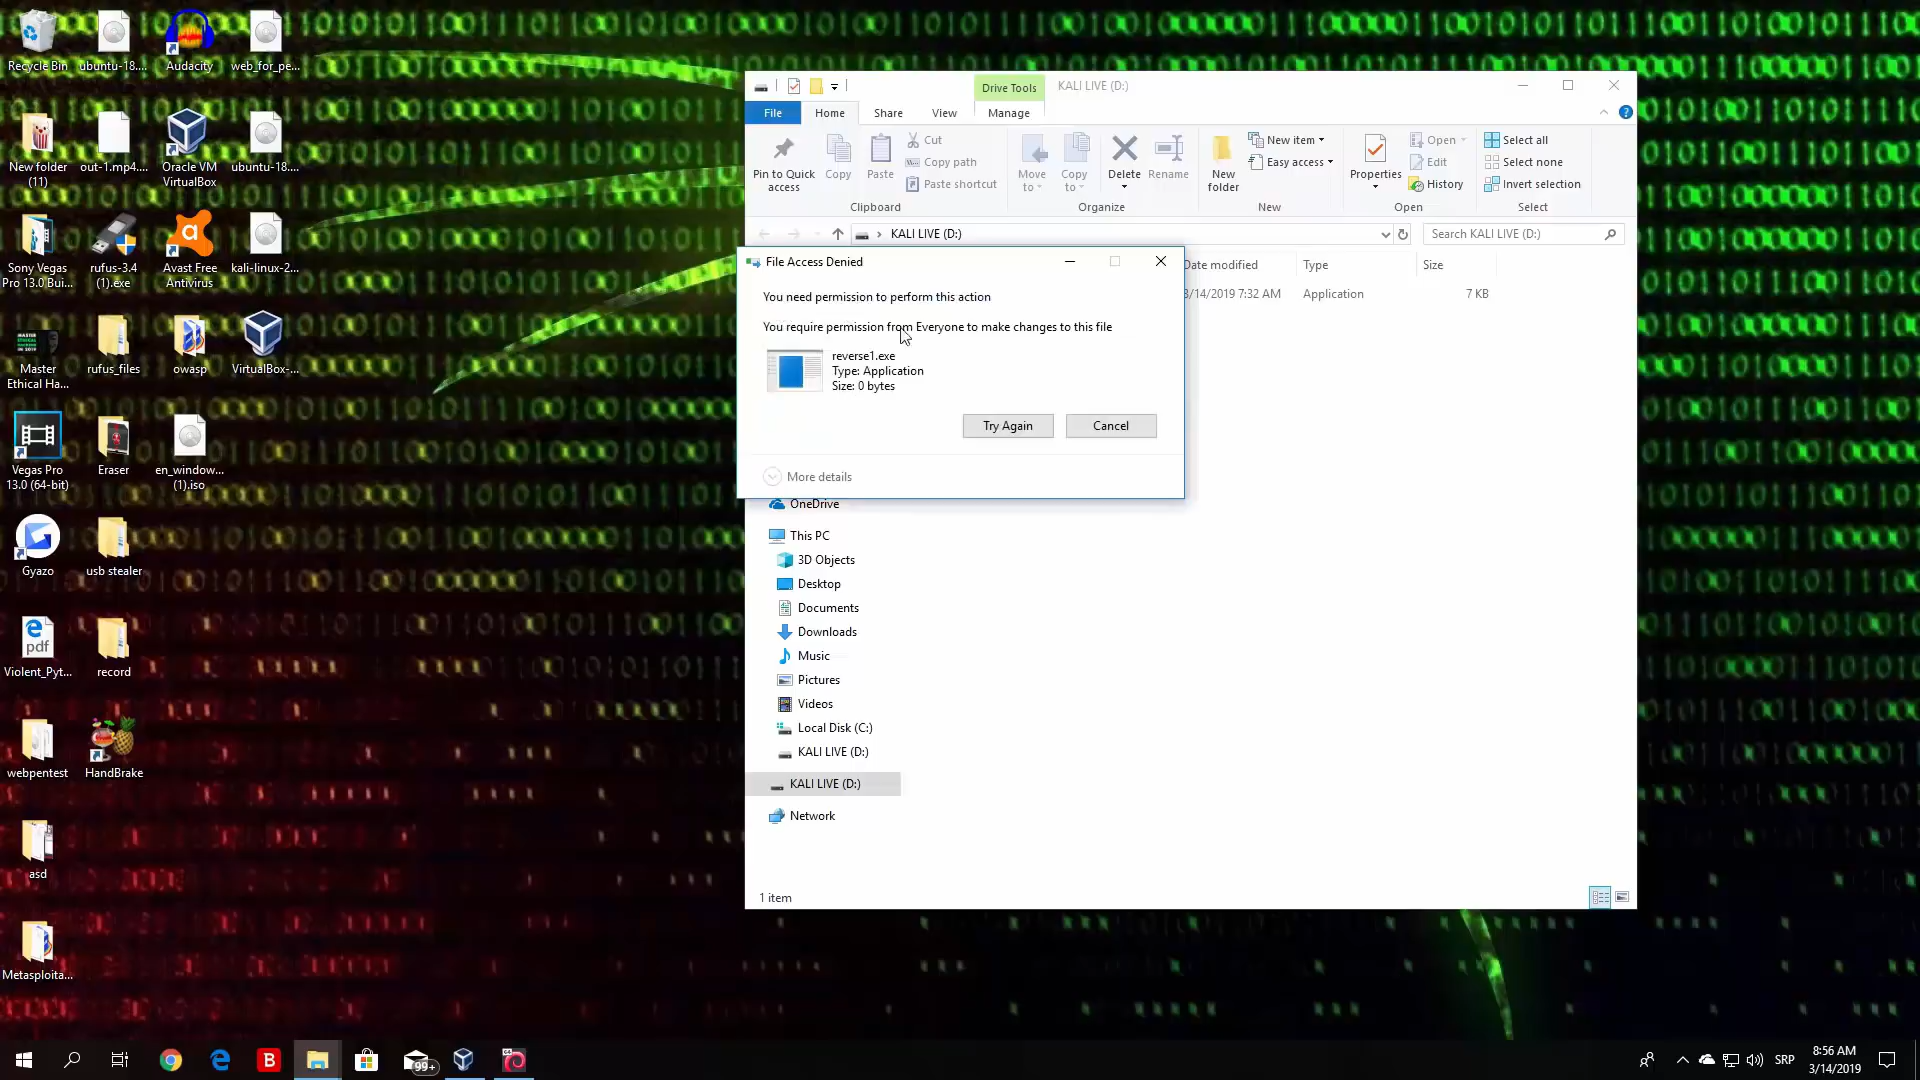 Recycle Bin
ubuntu-18....
Audacity
web_for_pe...
New folder
(11)
out-1.mp4....
Oracle VM
VirtualBox
ubuntu-18....
Sony Vegas
Pro 13.0 Bui...
rufus-3.4
(1).exe
Avast Free
Antivirus
kali-linux-2...
Master
Ethical Ha...
rufus_files
owasp
VirtualBox-...
Vegas Pro
13.0 (64-bit)
Eraser
en_window...
(1).iso
Gyazo
usb stealer
Violent_Pyt...
record
webpentest
HandBrake
asd
Metasploita...
Drive Tools
KALI LIVE (D:)
File
Home
Share
View
Manage
Pin to Quick
access
Copy
Paste
Cut
Copy path
Paste shortcut
Clipboard
Move
to
Copy
to
Delete
Rename
Organize
New
folder
New item
Easy access
New
Properties
Open
Edit
History
Open
Select all
Select none
Invert selection
Select
KALI LIVE (D:)
Search KALI LIVE (D:)
Date modified
Type
Size
3/14/2019 7:32 AM
Application
7 KB
File Access Denied
You need permission to perform this action
You require permission from Everyone to make changes to this file
reverse1.exe
Type: Application
Size: 0 bytes
Try Again
Cancel
More details
OneDrive
This PC
3D Objects
Desktop
Documents
Downloads
Music
Pictures
Videos
Local Disk (C:)
KALI LIVE (D:)
KALI LIVE (D:)
Network
1 item
99+
SRP
8:56 AM
3/14/2019